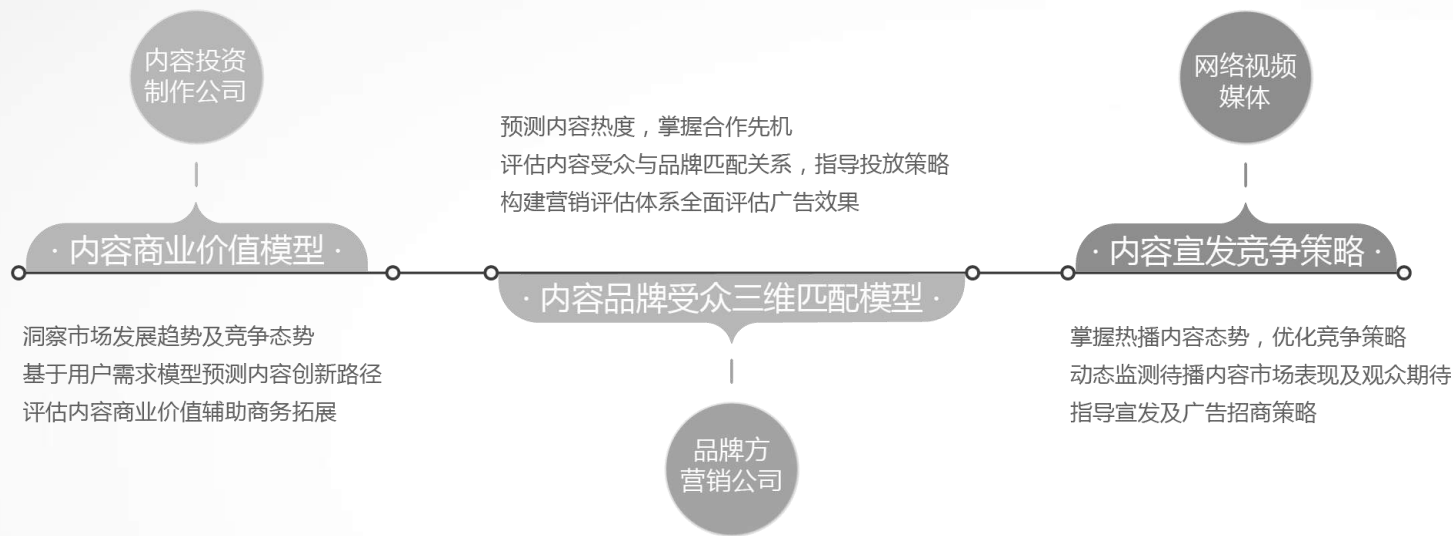 内容投资
制作公司
· 内容商业价值模型 ·
洞察市场发展趋势及竞争态势
基于用户需求模型预测内容创新路径
评估内容商业价值辅助商务拓展
预测内容热度，掌握合作先机
评估内容受众与品牌匹配关系，指导投放策略
构建营销评估体系全面评估广告效果
· 内容品牌受众三维匹配模型 ·
品牌方
营销公司
网络视频
媒体
· 内容宣发竞争策略 ·
掌握热播内容态势，优化竞争策略
动态监测待播内容市场表现及观众期待
指导宣发及广告招商策略